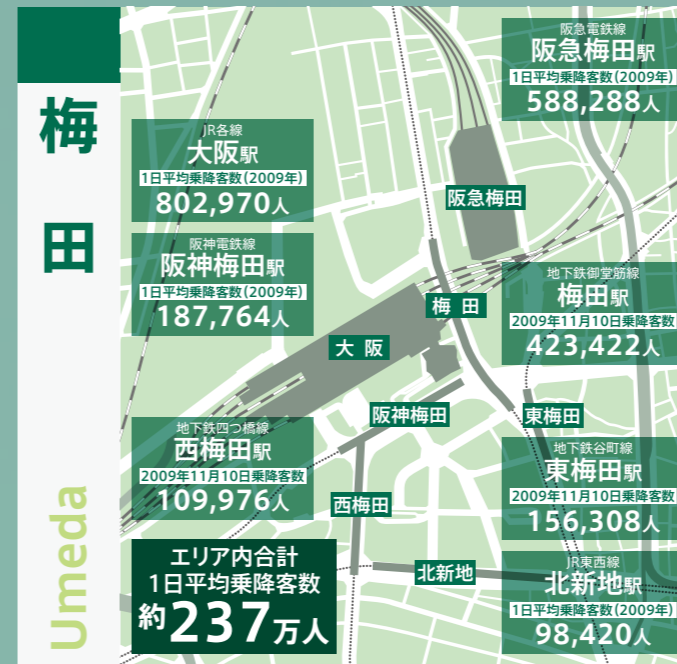 梅田
Umeda
JR各線
大阪駅
1日平均乗降客数(2009年)
802,970人
阪神電鉄線
阪神梅田駅
1日平均乗降客数(2009年)
187,764人
地下鉄四つ橋線
西梅田駅
2009年11月10日乗降客数
109,976人
エリア内合計
1日平均乗降客数
約237万人
阪急電鉄線
阪急梅田駅
1日平均乗降客数(2009年)
588,288人
地下鉄御堂筋線
梅田駅
2009年11月10日乗降客数
423,422人
地下鉄谷町線
東梅田駅
2009年11月10日乗降客数
156,308人
JR東西線
北新地駅
1日平均乗降客数(2009年)
98,420人
阪急梅田
梅田
大阪
阪神梅田
東梅田
西梅田
北新地